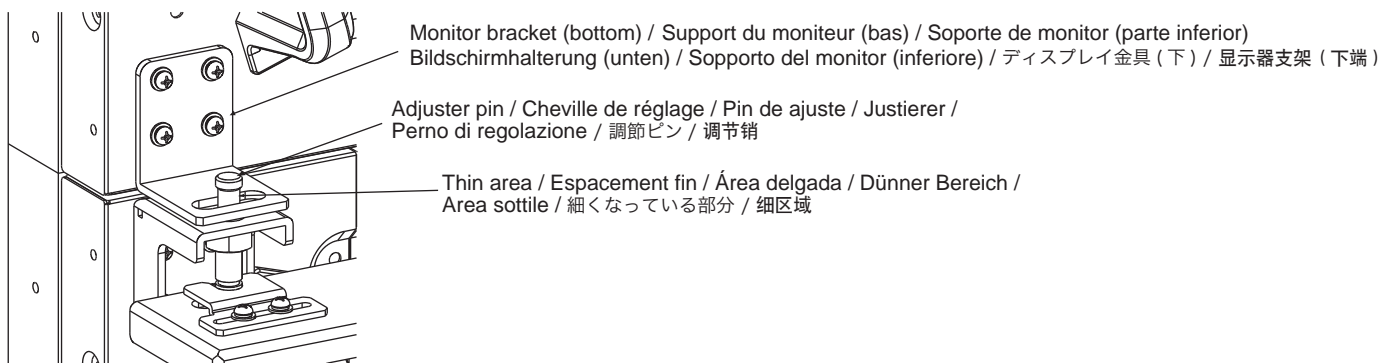 Monitor bracket (bottom) / Support du moniteur (bas) / Soporte de monitor (parte inferior)
Bildschirmhalterung (unten) / Sopporto del monitor (inferiore) / ディスプレイ金具 ( 下 ) / 显示器支架 ( 下端 )
Adjuster pin / Cheville de réglage / Pin de ajuste / Justierer /
Perno di regolazione / 調節ピン / 调节销
Thin area / Espacement fin / Área delgada / Dünner Bereich /
Area sottile / 細くなっている部分 / 细区域